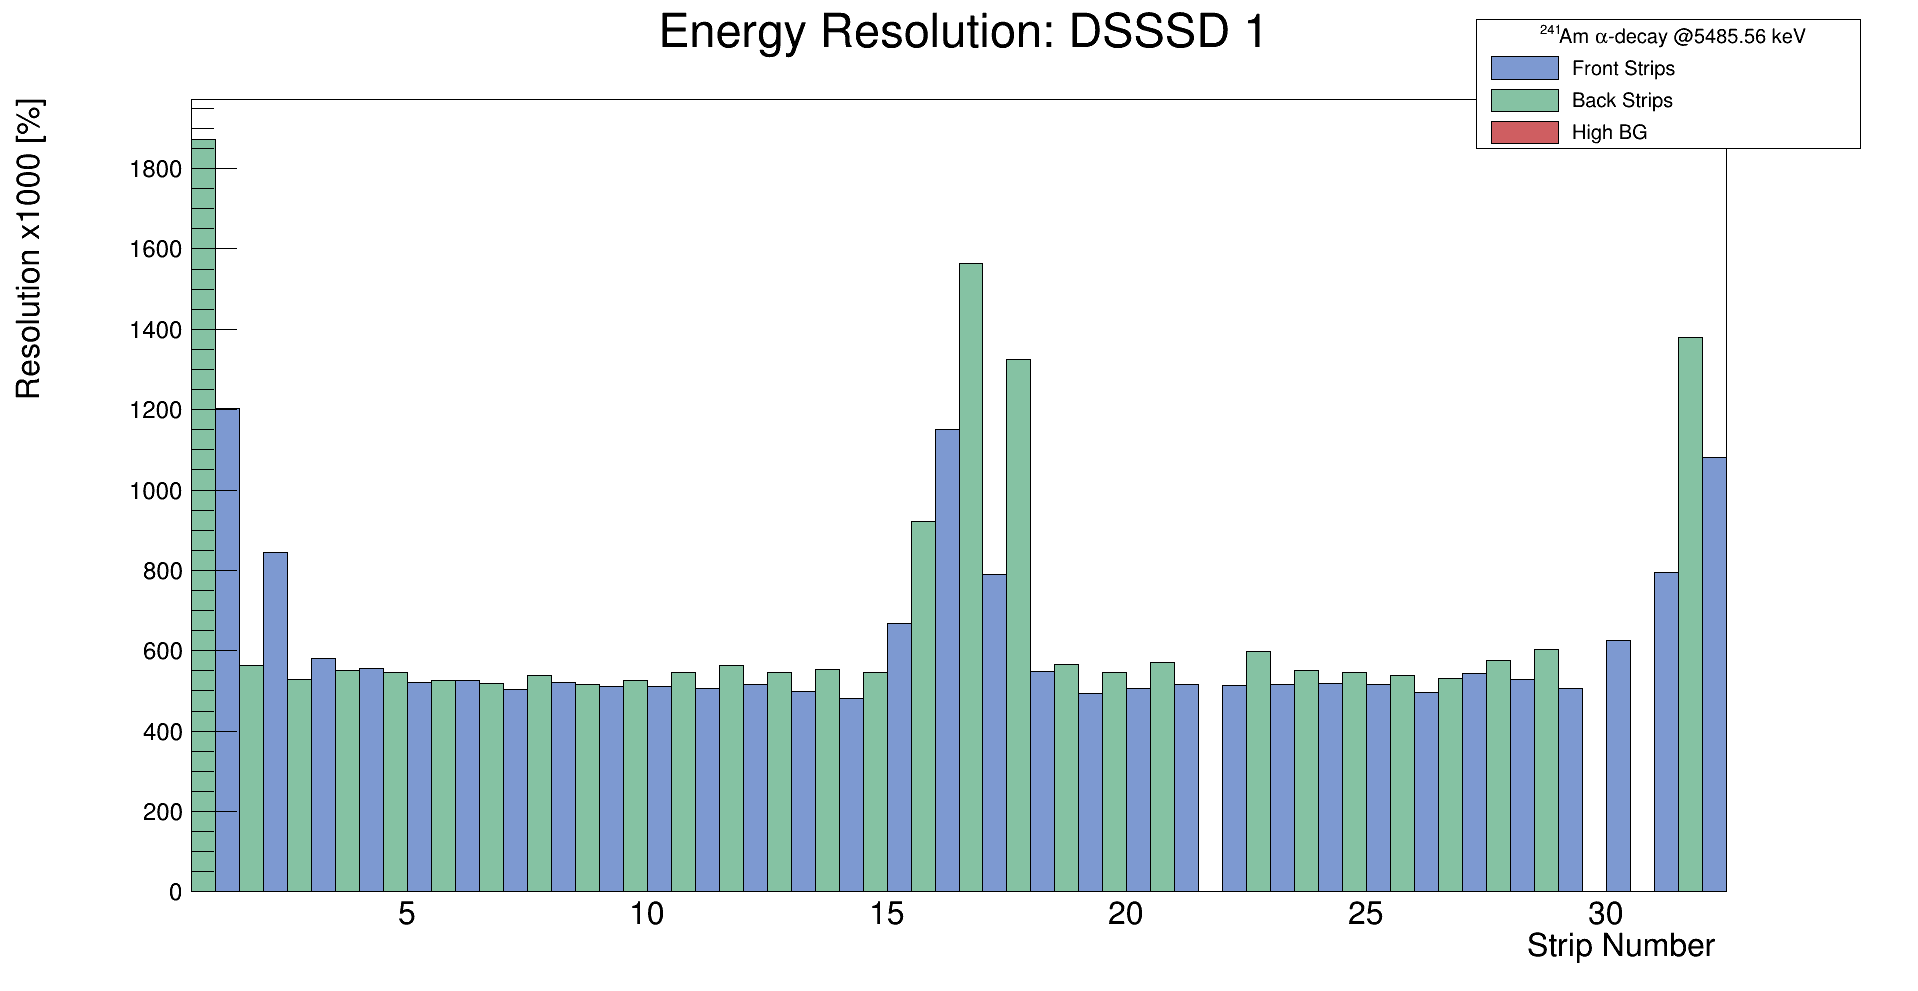 Energy Resolution: DSSSD 1
²⁴¹Am α-decay @5485.56 keV
Front Strips
Back Strips
High BG
Resolution x1000 [%]
1800
1600
1400
1200
1000
800
600
400
200
0
5 10 15 20 25 30
Strip Number